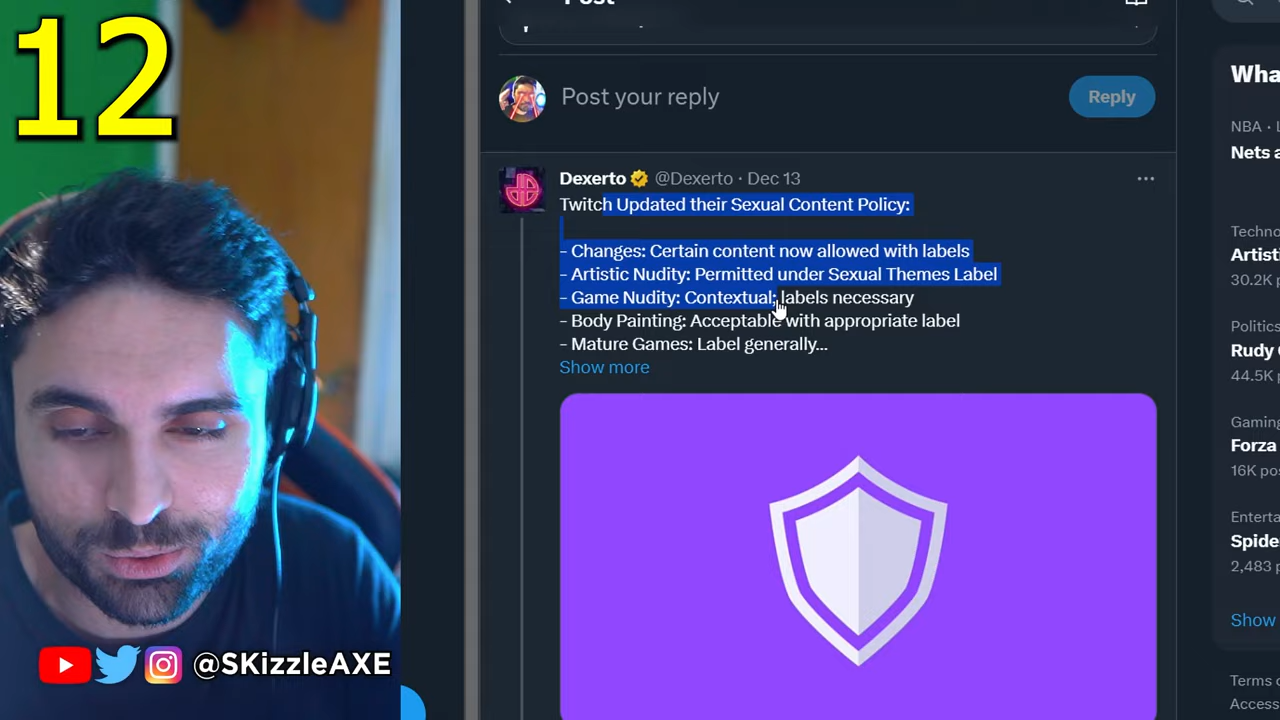 12
@SKizzleAXE
Post
Post your reply
Reply
Dexerto @Dexerto · Dec 13
Twitch Updated their Sexual Content Policy:
- Changes: Certain content now allowed with labels
- Artistic Nudity: Permitted under Sexual Themes Label
- Game Nudity: Contextual; labels necessary
- Body Painting: Acceptable with appropriate label
- Mature Games: Label generally...
Show more
Wha
NBA · L
Nets a
Techno
Artist
30.2K p
Politics
Rudy
44.5K p
Gaming
Forza
16K pos
Enterta
Spide
2,483 p
Show
Terms o
Access